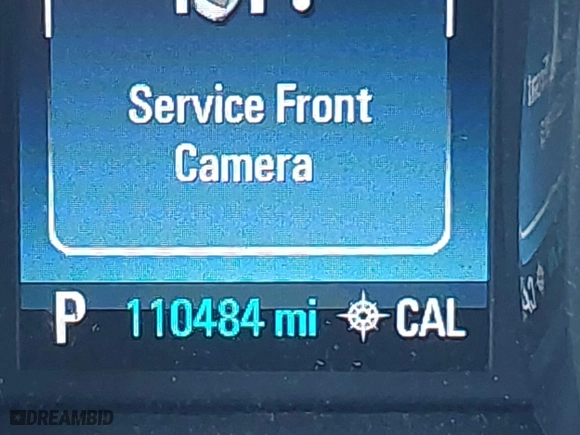 Service Front
Camera
P 110484 mi CAL
DREAMBID